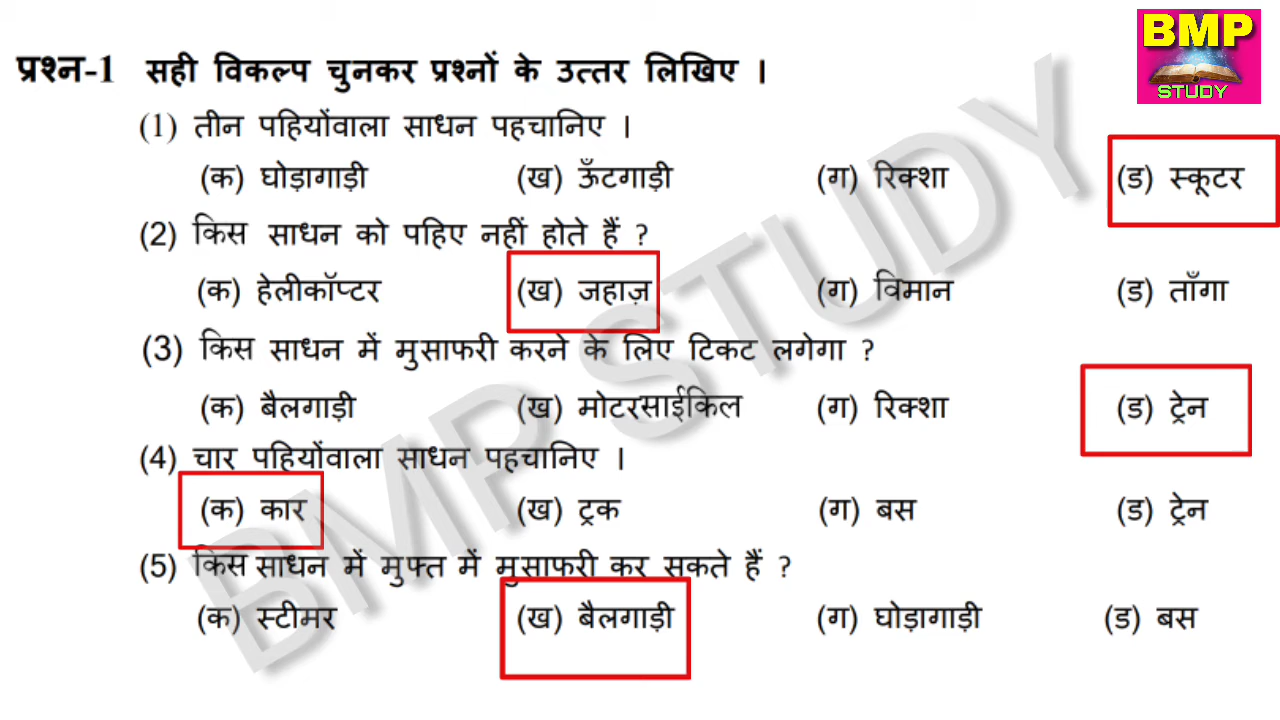 BMP
STUDY
प्रश्न-1 सही विकल्प चुनकर प्रश्नों के उत्तर लिखिए ।
(1) तीन पहियोंवाला साधन पहचानिए ।
(क) घोड़ागाड़ी (ख) ऊँटगाड़ी (ग) रिक्शा (ड) स्कूटर
(2) किस साधन को पहिए नहीं होते हैं ?
(क) हेलीकॉप्टर (ख) जहाज़ (ग) विमान (ड) ताँगा
(3) किस साधन में मुसाफरी करने के लिए टिकट लगेगा ?
(क) बैलगाड़ी (ख) मोटरसाईकिल (ग) रिक्शा (ड) ट्रेन
(4) चार पहियोंवाला साधन पहचानिए ।
(क) कार (ख) ट्रक (ग) बस (ड) ट्रेन
(5) किस साधन में मुफ्त में मुसाफरी कर सकते हैं ?
(क) स्टीमर (ख) बैलगाड़ी (ग) घोड़ागाड़ी (ड) बस
BMP STUDY